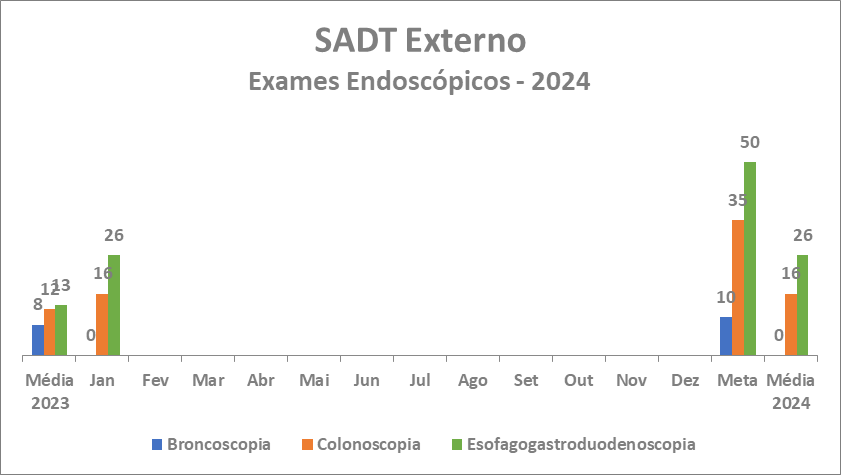 SADT Externo
Exames Endoscópicos - 2024
50
35
26
26
16
16
12
13
8
10
0
0
Média 2023
Jan
Fev
Mar
Abr
Mai
Jun
Jul
Ago
Set
Out
Nov
Dez
Meta
Média 2024
Broncoscopia
Colonoscopia
Esofagogastroduodenoscopia